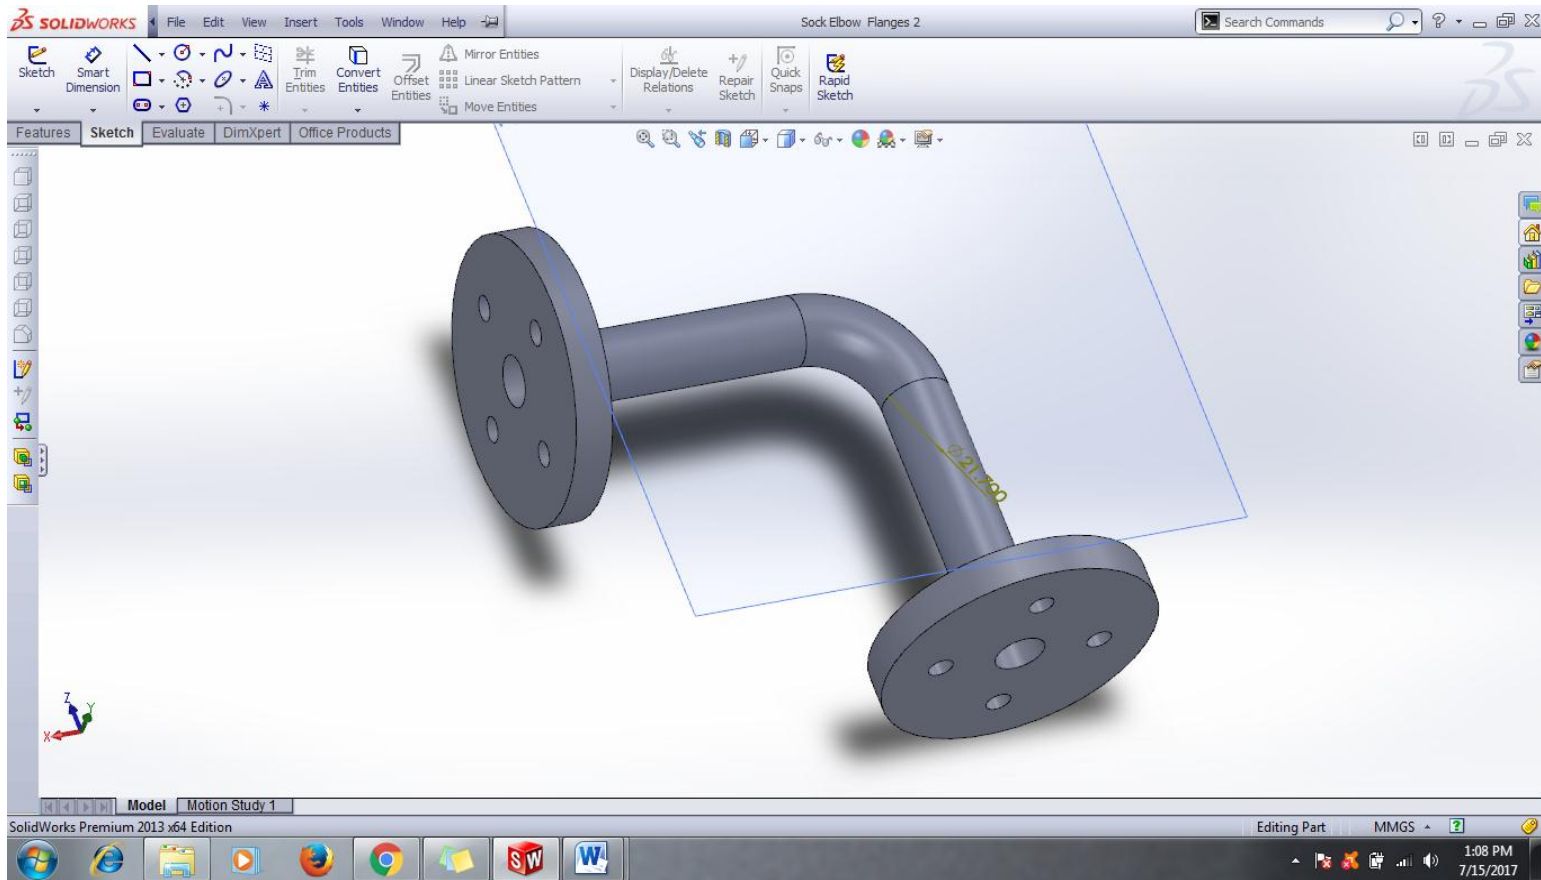 SOLIDWORKS File Edit View Insert Tools Window Help Sock Elbow Flanges 2 Search Commands
Sketch Smart Dimension Trim Entities Convert Entities Offset Entities Mirror Entities Linear Sketch Pattern Move Entities Display/Delete Relations Repair Sketch Quick Snaps Rapid Sketch
Features Sketch Evaluate DimXpert Office Products
⌀21.700
Z
Y
X
Model Motion Study 1
SolidWorks Premium 2013 x64 Edition Editing Part MMGS
SW W
1:08 PM
7/15/2017